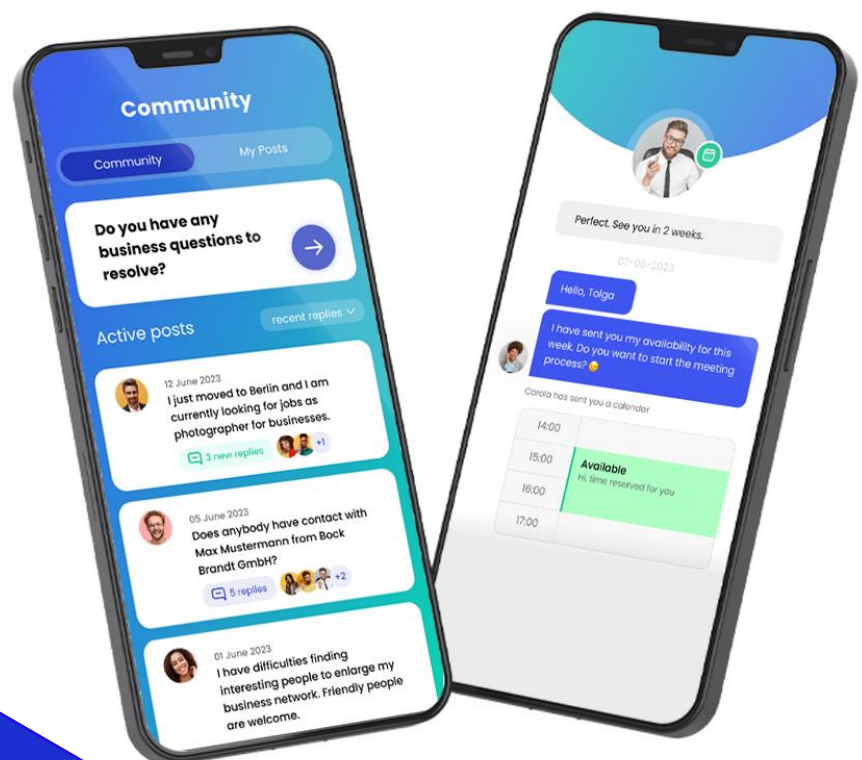 Community
Community
My Posts
Do you have any
business questions to
resolve?
Active posts
recent replies
12 June 2023
I just moved to Berlin and I am
currently looking for jobs as
photographer for businesses.
3 new replies
+1
05 June 2023
Does anybody have contact with
Max Mustermann from Bock
Brandt GmbH?
5 replies
+2
01 June 2023
I have difficulties finding
interesting people to enlarge my
business network. Friendly people
are welcome.
Perfect. See you in 2 weeks.
07-06-2023
Hello, Tolga
I have sent you my availability for this
week. Do you want to start the meeting
process? 😉
Carola has sent you a calendar
14:00
15:00
16:00
17:00
Available
Hi, time reserved for you